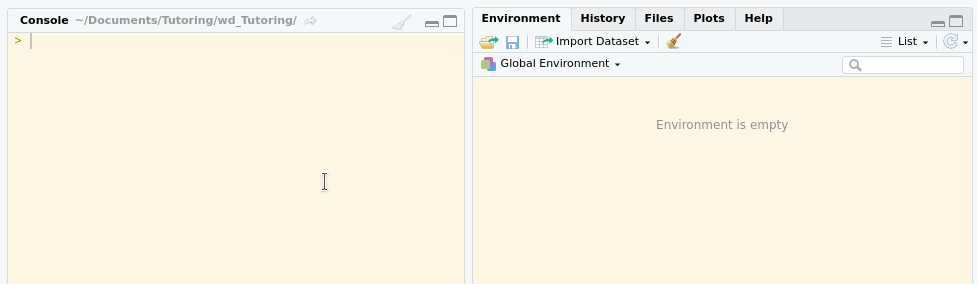 Console ~/Documents/Tutoring/wd_Tutoring/
>
Environment History Files Plots Help
Import Dataset List
Global Environment
Environment is empty